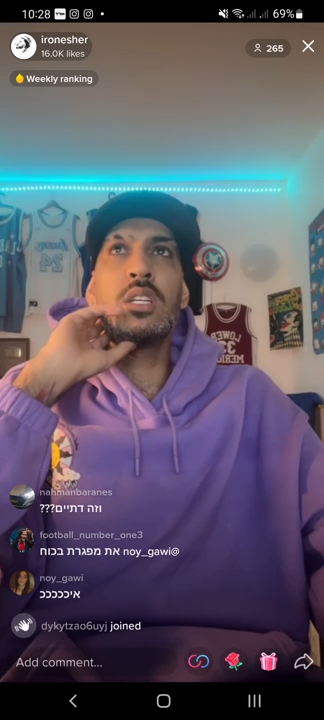 10:28
69%
ironesher
16.0K likes
265
Weekly ranking
nahmanbaranes
וזה דתיים???
football_number_one3
@noy_gawi את מפגרת בכוח
noy_gawi
איכככככ
dykytzao6uyj joined
Add comment...